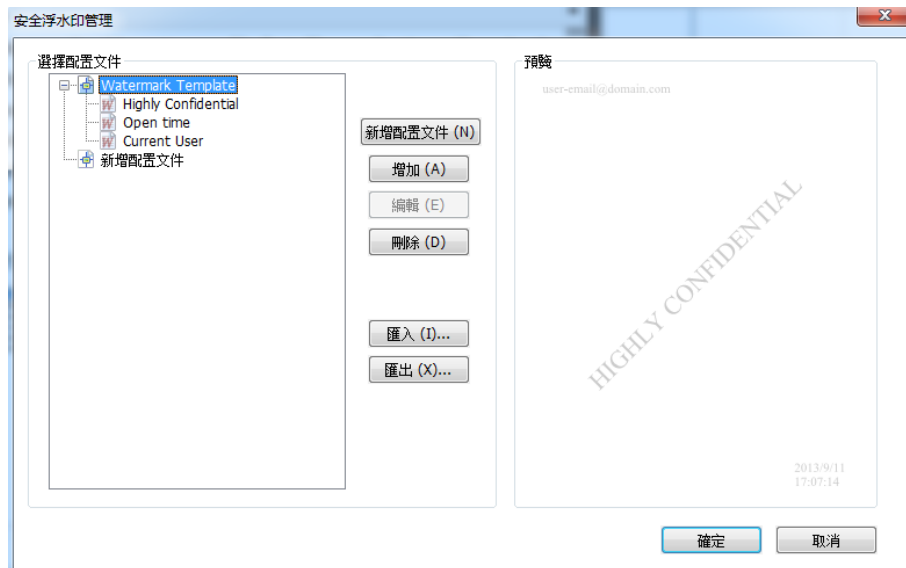 安全浮水印管理
選擇配置文件
Watermark Template
Highly Confidential
Open time
Current User
新增配置文件
新增配置文件 (N)
增加 (A)
編輯 (E)
刪除 (D)
匯入 (I)...
匯出 (X)...
預覽
user-email@domain.com
HIGHLY CONFIDENTIAL
2013/9/11
17:07:14
確定
取消